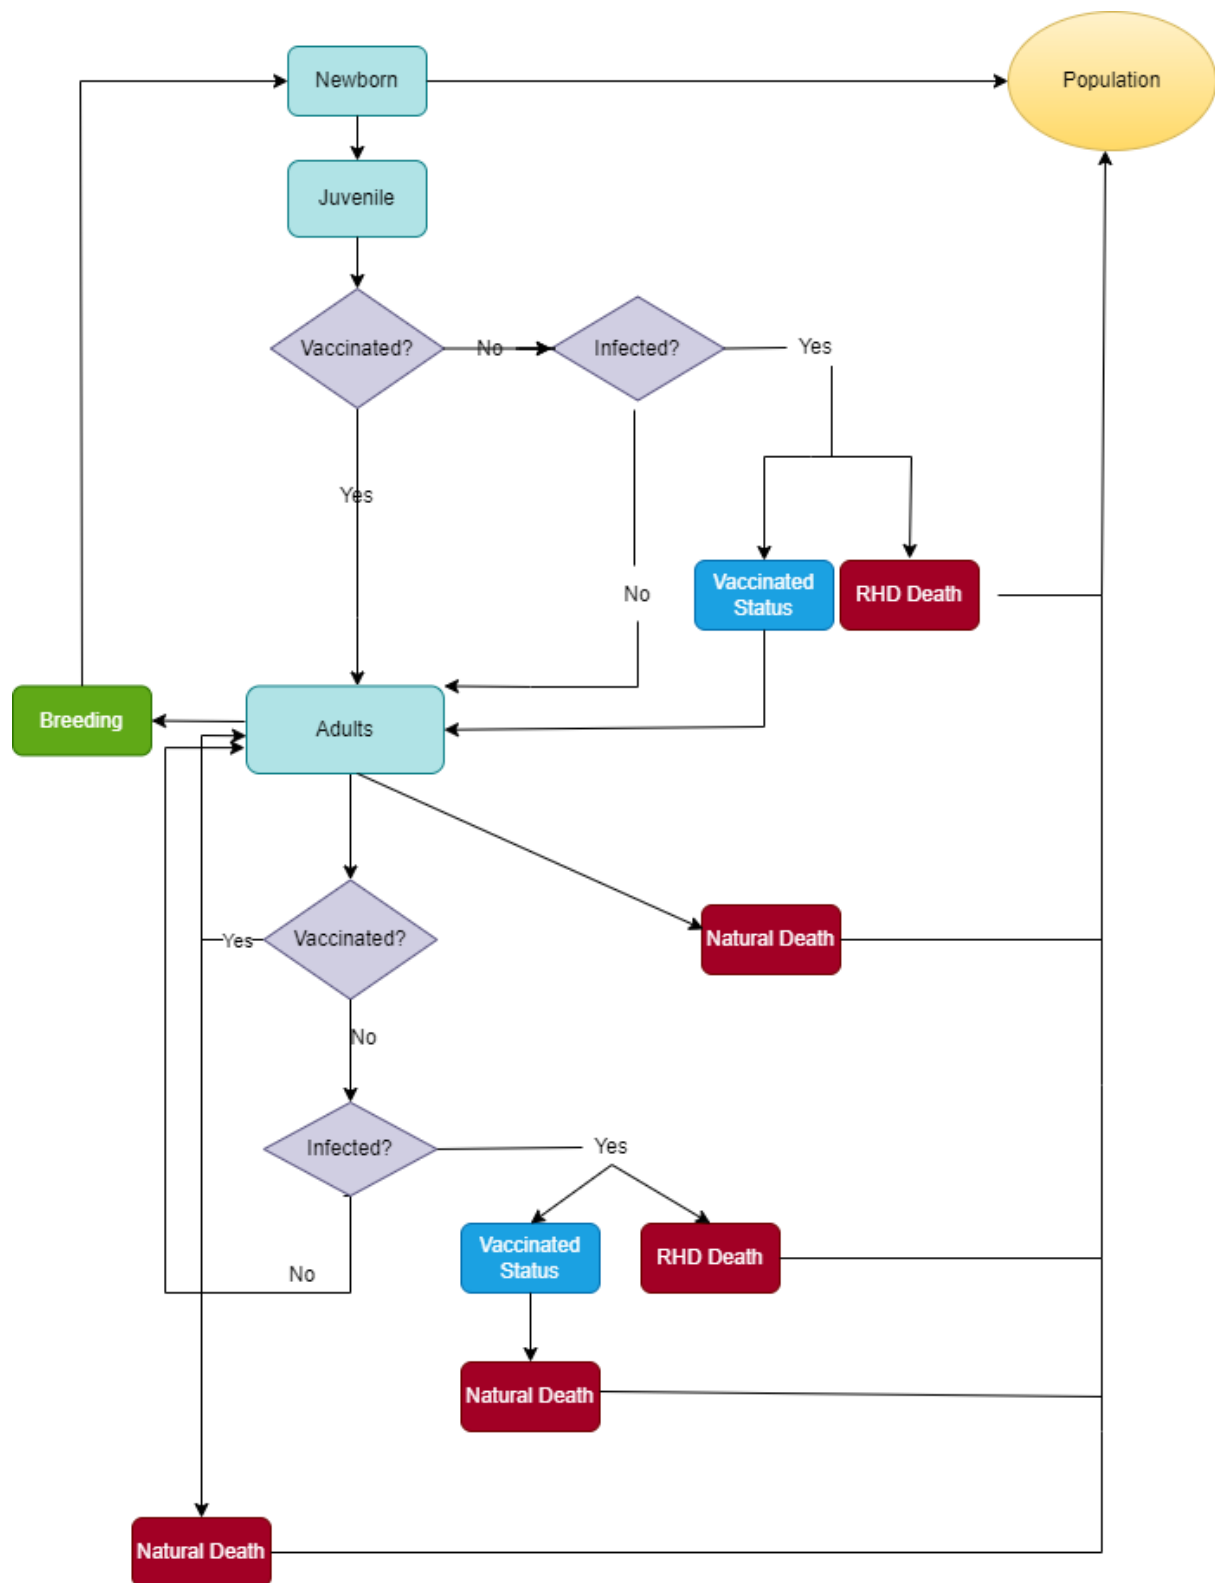 Newborn
Population
Juvenile
Vaccinated?
No
Infected?
Yes
Yes
Vaccinated
Status
RHD Death
No
Breeding
Adults
Natural Death
Yes
Vaccinated?
No
Infected?
Yes
Vaccinated
Status
RHD Death
No
Natural Death
Natural Death